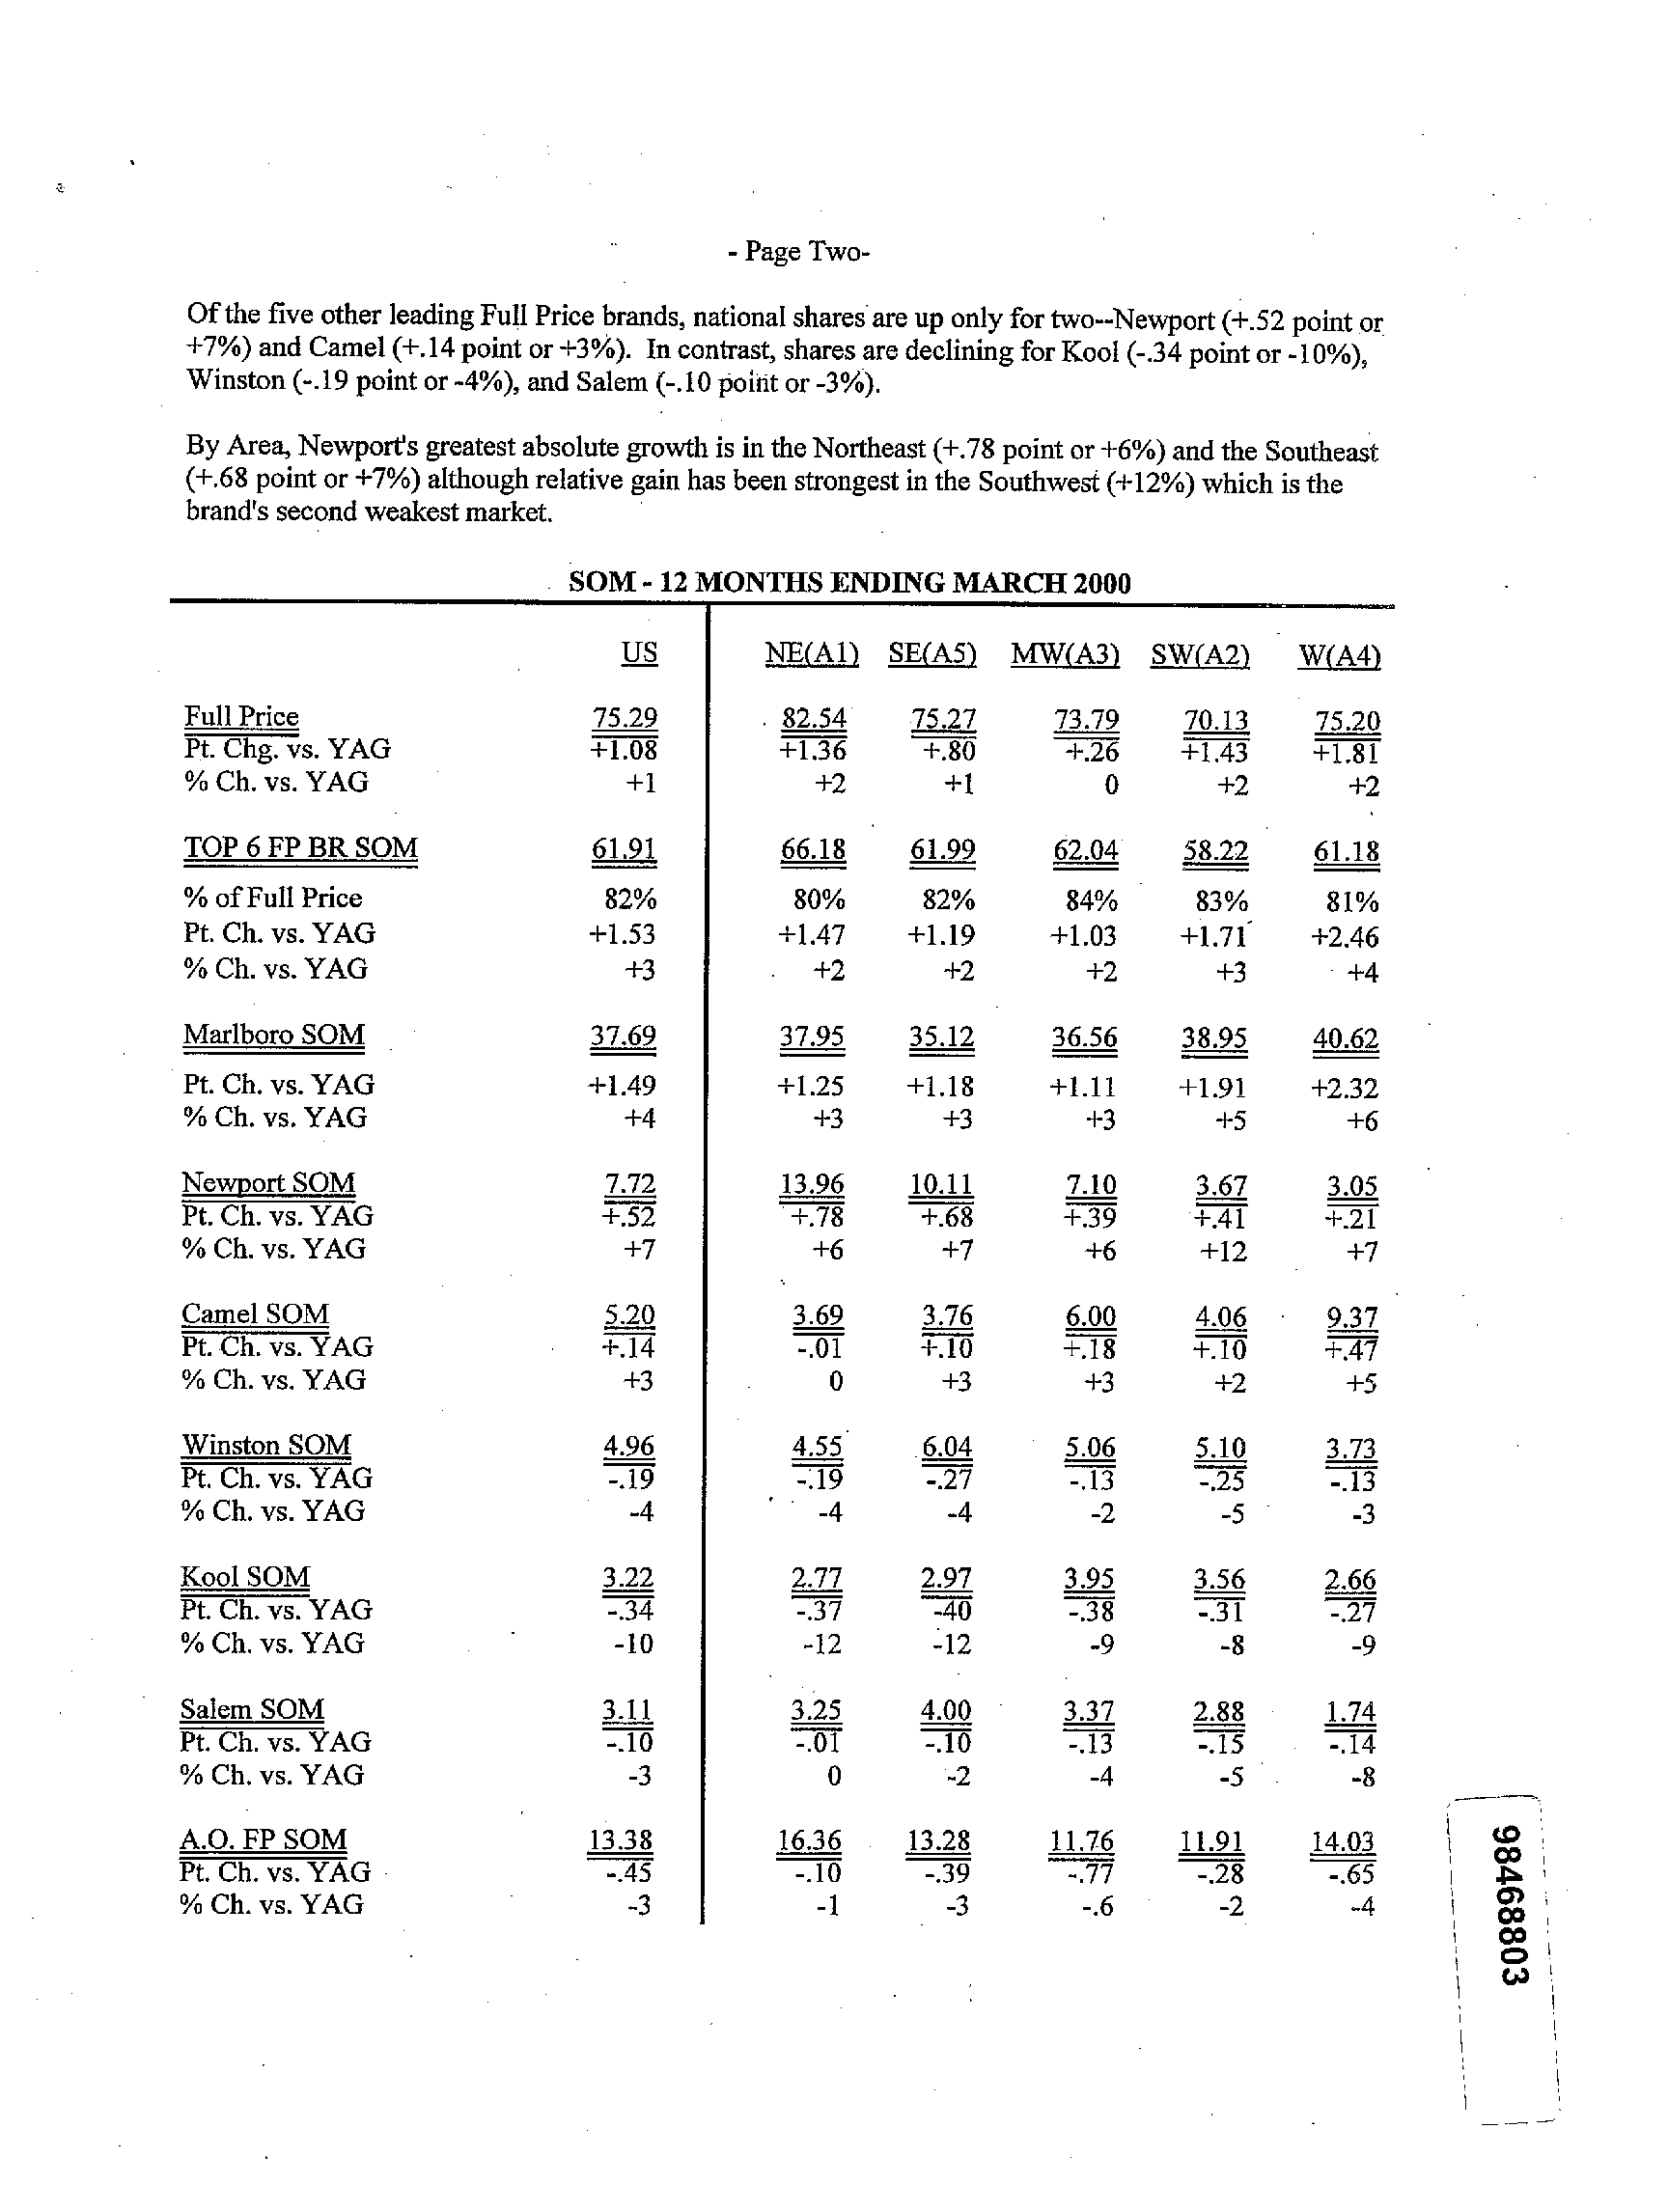 - Page Two-
Of the five other leading Full Price brands, national shares are up only for two--Newport (+.52 point or
+7%) and Camel (+.14 point or +3%). In contrast, shares are declining for Kool (-.34 point or -10%),
Winston (-.19 point or -4%), and Salem (-.10 point or -3%).
By Area, Newport's greatest absolute growth is in the Northeast (+.78 point or +6%) and the Southeast
(+.68 point or +7%) although relative gain has been strongest in the Southwest (+12%) which is the
brand's second weakest market.
SOM - 12 MONTHS ENDING MARCH 2000
US NE(A1) SE(A5) MW(A3) SW(A2) W(A4)
Full Price 75.29 82.54 75.27 73.79 70.13 75.20
Pt. Chg. vs. YAG +1.08 +1.36 +.80 +.26 +1.43 +1.81
% Ch. vs. YAG +1 +2 +1 0 +2 +2
TOP 6 FP BR SOM 61.91 66.18 61.99 62.04 58.22 61.18
% of Full Price 82% 80% 82% 84% 83% 81%
Pt. Ch. vs. YAG +1.53 +1.47 +1.19 +1.03 +1.71 +2.46
% Ch. vs. YAG +3 +2 +2 +2 +3 +4
Marlboro SOM 37.69 37.95 35.12 36.56 38.95 40.62
Pt. Ch. vs. YAG +1.49 +1.25 +1.18 +1.11 +1.91 +2.32
% Ch. vs. YAG +4 +3 +3 +3 +5 +6
Newport SOM 7.72 13.96 10.11 7.10 3.67 3.05
Pt. Ch. vs. YAG +.52 +.78 +.68 +.39 +.41 +.21
% Ch. vs. YAG +7 +6 +7 +6 +12 +7
Camel SOM 5.20 3.69 3.76 6.00 4.06 9.37
Pt. Ch. vs. YAG +.14 -.01 +.10 +.18 +.10 +.47
% Ch. vs. YAG +3 0 +3 +3 +2 +5
Winston SOM 4.96 4.55 6.04 5.06 5.10 3.73
Pt. Ch. vs. YAG -.19 -.19 -.27 -.13 -.25 -.13
% Ch. vs. YAG -4 -4 -4 -2 -5 -3
Kool SOM 3.22 2.77 2.97 3.95 3.56 2.66
Pt. Ch. vs. YAG -.34 -.37 -40 -.38 -.31 -.27
% Ch. vs. YAG -10 -12 -12 -9 -8 -9
Salem SOM 3.11 3.25 4.00 3.37 2.88 1.74
Pt. Ch. vs. YAG -.10 -.01 -.10 -.13 -.15 -.14
% Ch. vs. YAG -3 0 -2 -4 -5 -8
A.O. FP SOM 13.38 16.36 13.28 11.76 11.91 14.03
Pt. Ch. vs. YAG -.45 -.10 -.39 -.77 -.28 -.65
% Ch. vs. YAG -3 -1 -3 -.6 -2 -4
98468803